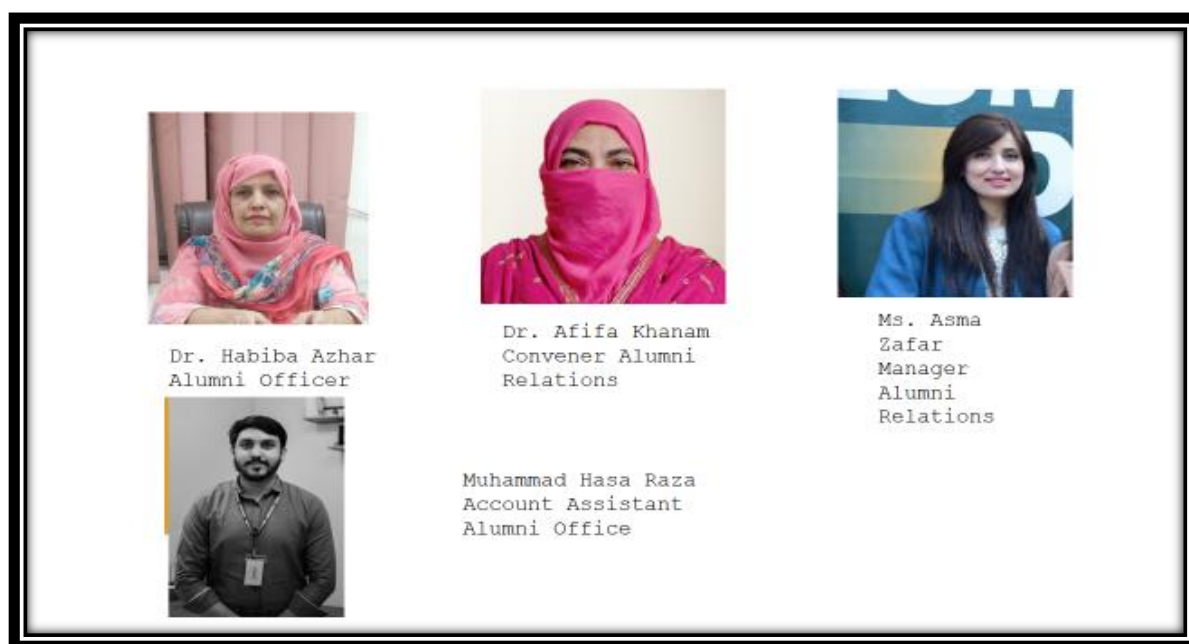 Dr. Habiba Azhar
Alumni Officer
Dr. Afifa Khanam
Convener Alumni
Relations
Ms. Asma
Zafar
Manager
Alumni
Relations
Muhammad Hasa Raza
Account Assistant
Alumni Office